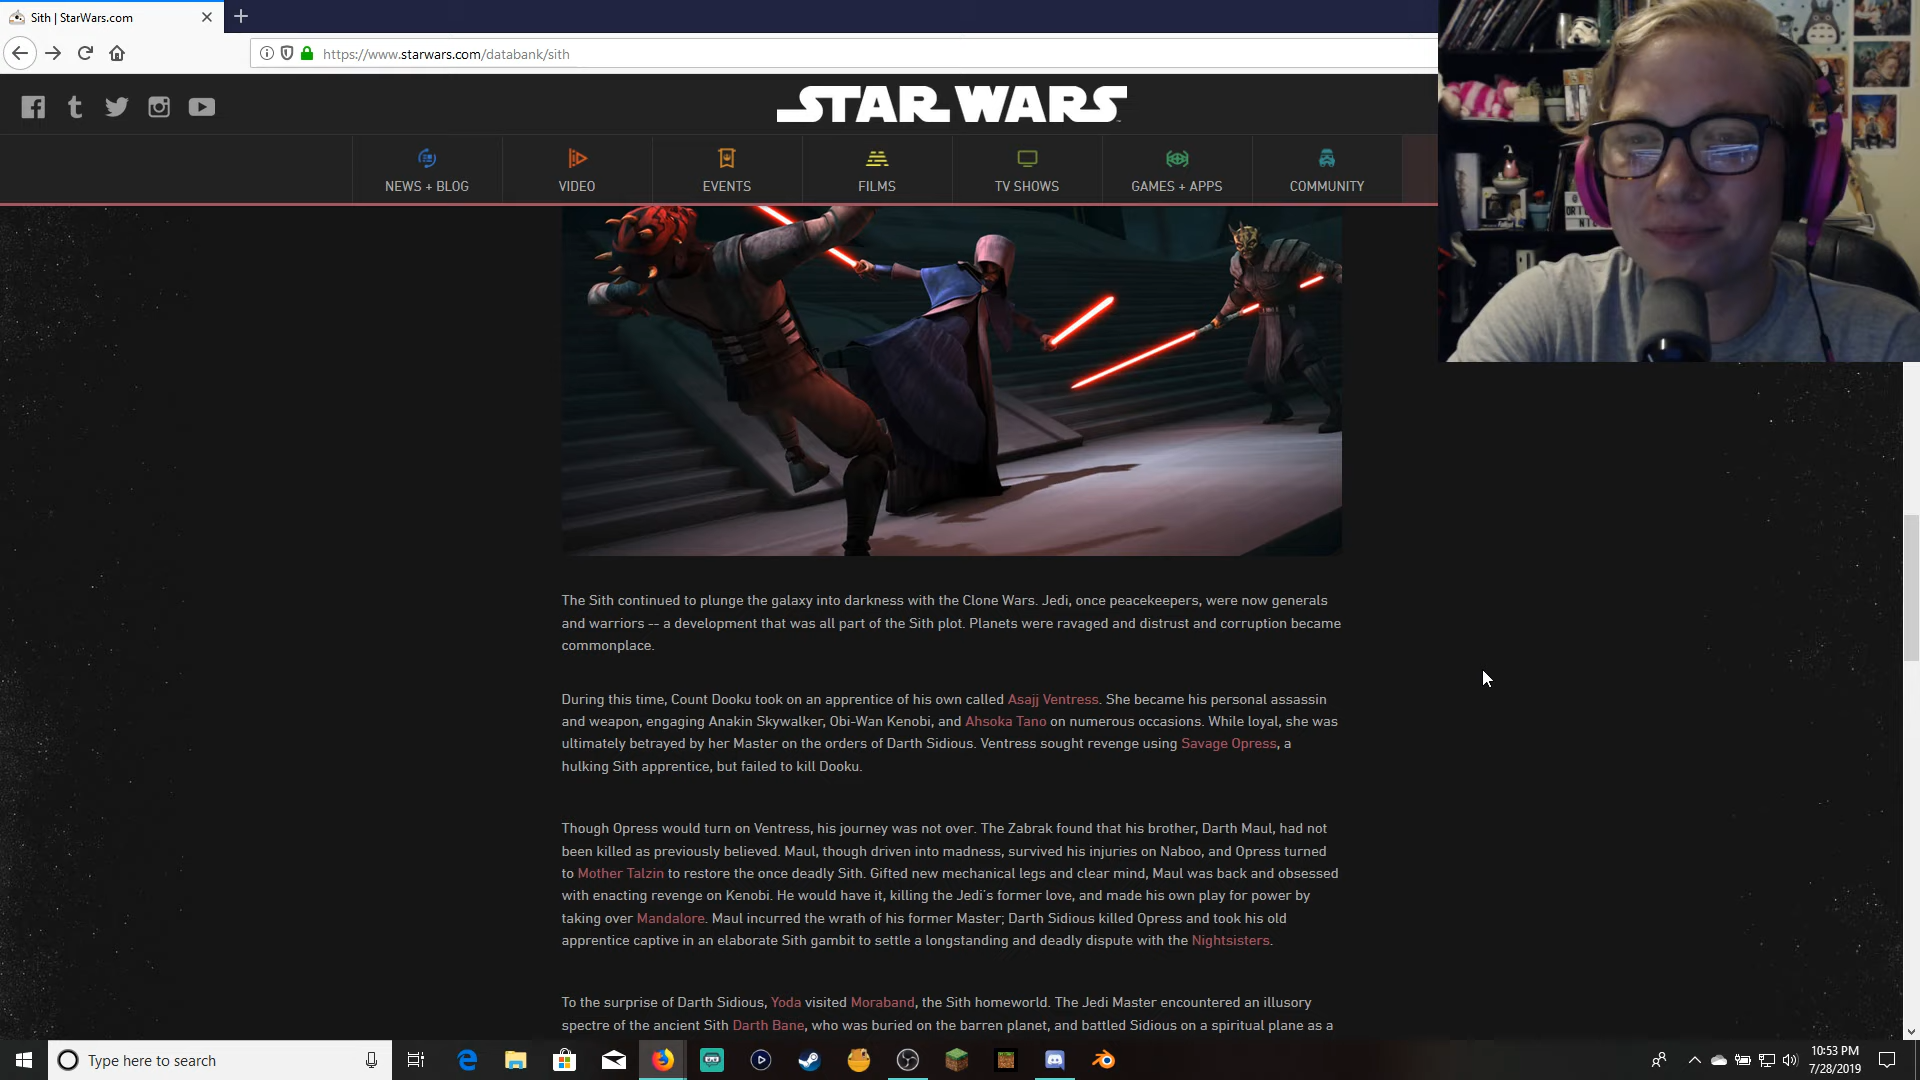 Sith | StarWars.com
https://www.starwars.com/databank/sith
STAR WARS
NEWS + BLOG
VIDEO
EVENTS
FILMS
TV SHOWS
GAMES + APPS
COMMUNITY
The Sith continued to plunge the galaxy into darkness with the Clone Wars. Jedi, once peacekeepers, were now generals
and warriors -- a development that was all part of the Sith plot. Planets were ravaged and distrust and corruption became
commonplace.
During this time, Count Dooku took on an apprentice of his own called Asajj Ventress. She became his personal assassin
and weapon, engaging Anakin Skywalker, Obi-Wan Kenobi, and Ahsoka Tano on numerous occasions. While loyal, she was
ultimately betrayed by her Master on the orders of Darth Sidious. Ventress sought revenge using Savage Opress, a
hulking Sith apprentice, but failed to kill Dooku.
Though Opress would turn on Ventress, his journey was not over. The Zabrak found that his brother, Darth Maul, had not
been killed as previously believed. Maul, though driven into madness, survived his injuries on Naboo, and Opress turned
to Mother Talzin to restore the once deadly Sith. Gifted new mechanical legs and clear mind, Maul was back and obsessed
with enacting revenge on Kenobi. He would have it, killing the Jedi's former love, and made his own play for power by
taking over Mandalore. Maul incurred the wrath of his former Master; Darth Sidious killed Opress and took his old
apprentice captive in an elaborate Sith gambit to settle a longstanding and deadly dispute with the Nightsisters.
To the surprise of Darth Sidious, Yoda visited Moraband, the Sith homeworld. The Jedi Master encountered an illusory
spectre of the ancient Sith Darth Bane, who was buried on the barren planet, and battled Sidious on a spiritual plane as a
Type here to search
10:53 PM
7/28/2019